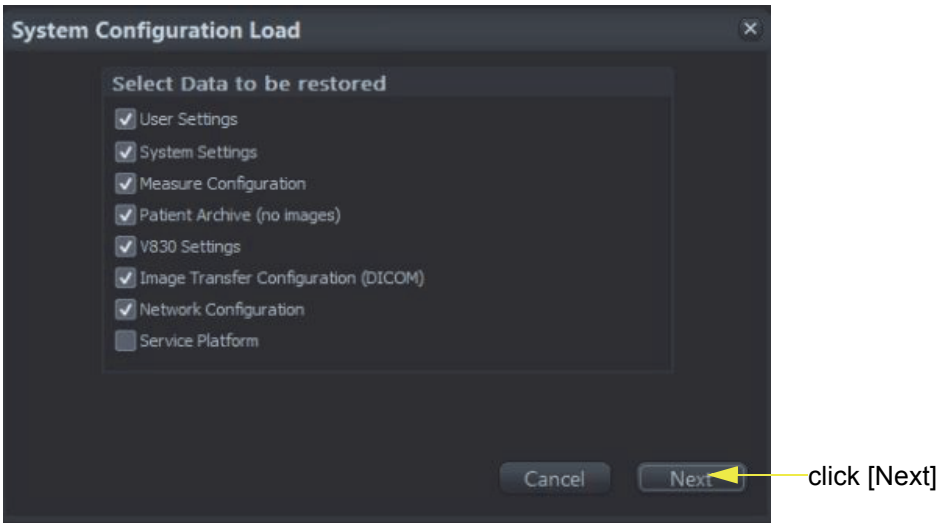 System Configuration Load
Select Data to be restored
User Settings
System Settings
Measure Configuration
Patient Archive (no images)
V830 Settings
Image Transfer Configuration (DICOM)
Network Configuration
Service Platform
Cancel Next click [Next]